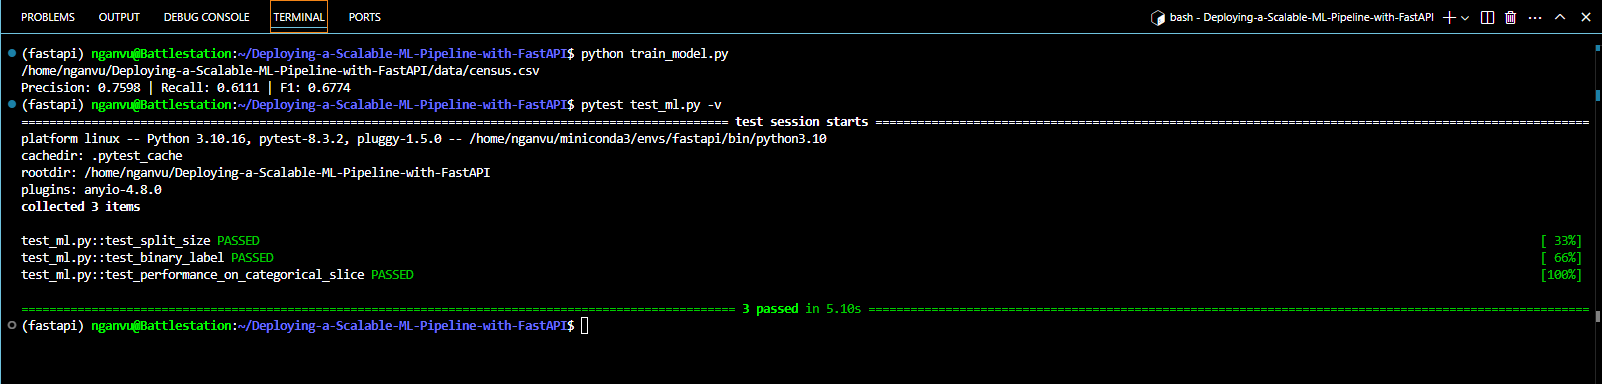 PROBLEMS OUTPUT DEBUG CONSOLE TERMINAL PORTS bash - Deploying-a-Scalable-ML-Pipeline-with-FastAPI
(fastapi) nganvu@Battlestation:~/Deploying-a-Scalable-ML-Pipeline-with-FastAPI$ python train_model.py
/home/nganvu/Deploying-a-Scalable-ML-Pipeline-with-FastAPI/data/census.csv
Precision: 0.7598 | Recall: 0.6111 | F1: 0.6774
(fastapi) nganvu@Battlestation:~/Deploying-a-Scalable-ML-Pipeline-with-FastAPI$ pytest test_ml.py -v
===== test session starts =====
platform linux -- Python 3.10.16, pytest-8.3.2, pluggy-1.5.0 -- /home/nganvu/miniconda3/envs/fastapi/bin/python3.10
cachedir: .pytest_cache
rootdir: /home/nganvu/Deploying-a-Scalable-ML-Pipeline-with-FastAPI
plugins: anyio-4.8.0
collected 3 items
test_ml.py::test_split_size PASSED [ 33%]
test_ml.py::test_binary_label PASSED [ 66%]
test_ml.py::test_performance_on_categorical_slice PASSED [100%]
===== 3 passed in 5.10s =====
(fastapi) nganvu@Battlestation:~/Deploying-a-Scalable-ML-Pipeline-with-FastAPI$